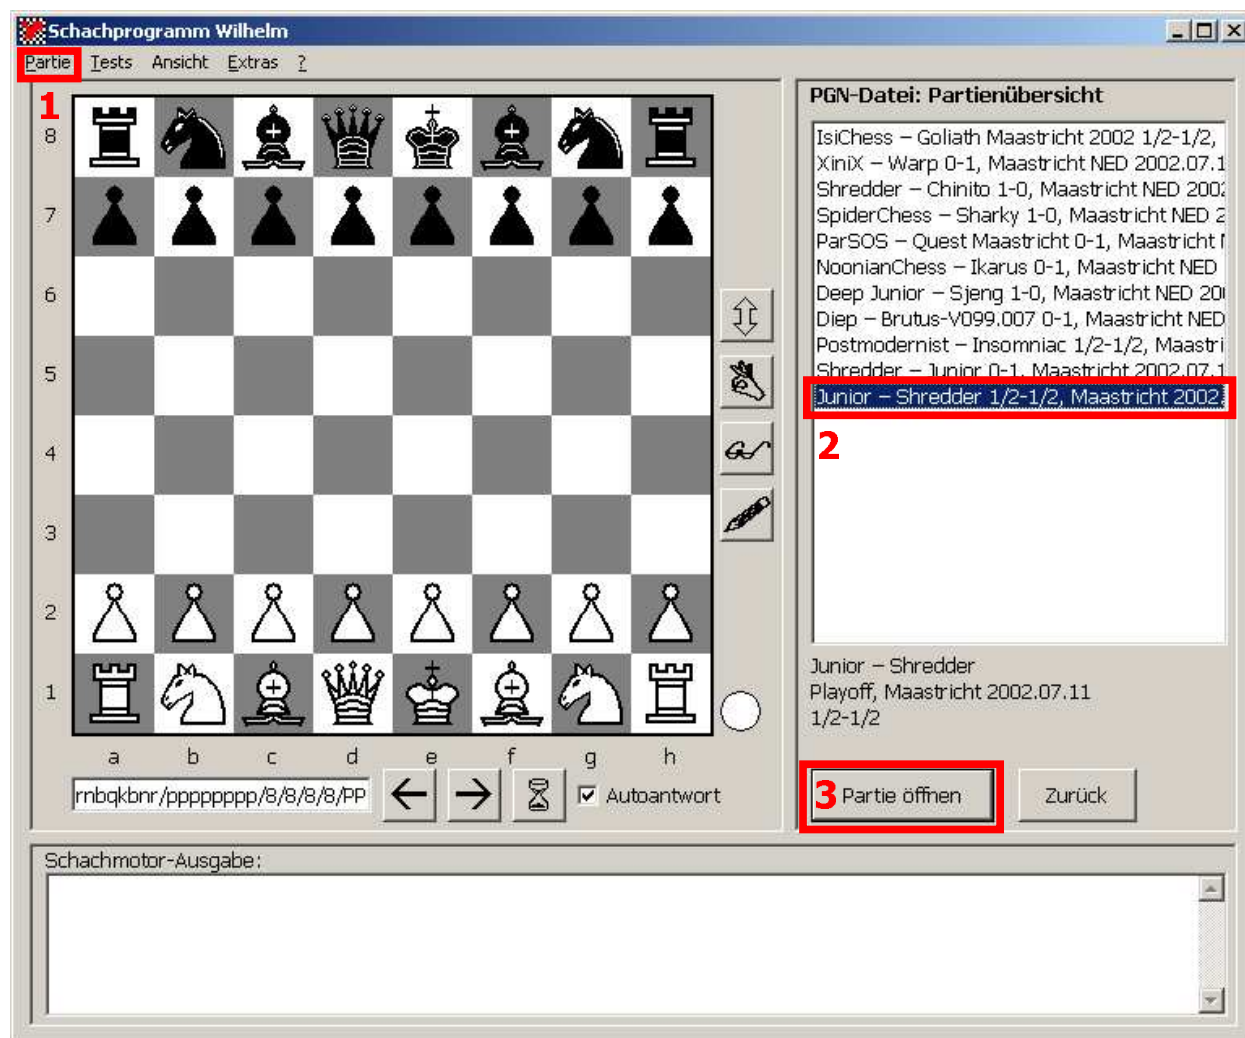 Schachprogramm Wilhelm
Partie Tests Ansicht Extras ?
1
8
7
6
5
4
3
2
1
a b c d e f g h
rnbqkbnr/pppppppp/8/8/8/8/PP
Autoantwort
PGN-Datei: Partienübersicht
IsiChess – Goliath Maastricht 2002 1/2-1/2,
XiniX – Warp 0-1, Maastricht NED 2002.07.1
Shredder – Chinito 1-0, Maastricht NED 2002
SpiderChess – Sharky 1-0, Maastricht NED 2
ParSOS – Quest Maastricht 0-1, Maastricht
NoonianChess – Ikarus 0-1, Maastricht NED
Deep Junior – Sjeng 1-0, Maastricht NED 200
Diep – Brutus-V099.007 0-1, Maastricht NED
Postmodernist – Insomniac 1/2-1/2, Maastri
Shredder – Junior 0-1, Maastricht 2002.07.1
Junior – Shredder 1/2-1/2, Maastricht 2002.
2
Junior – Shredder
Playoff, Maastricht 2002.07.11
1/2-1/2
3 Partie öffnen Zurück
Schachmotor-Ausgabe: